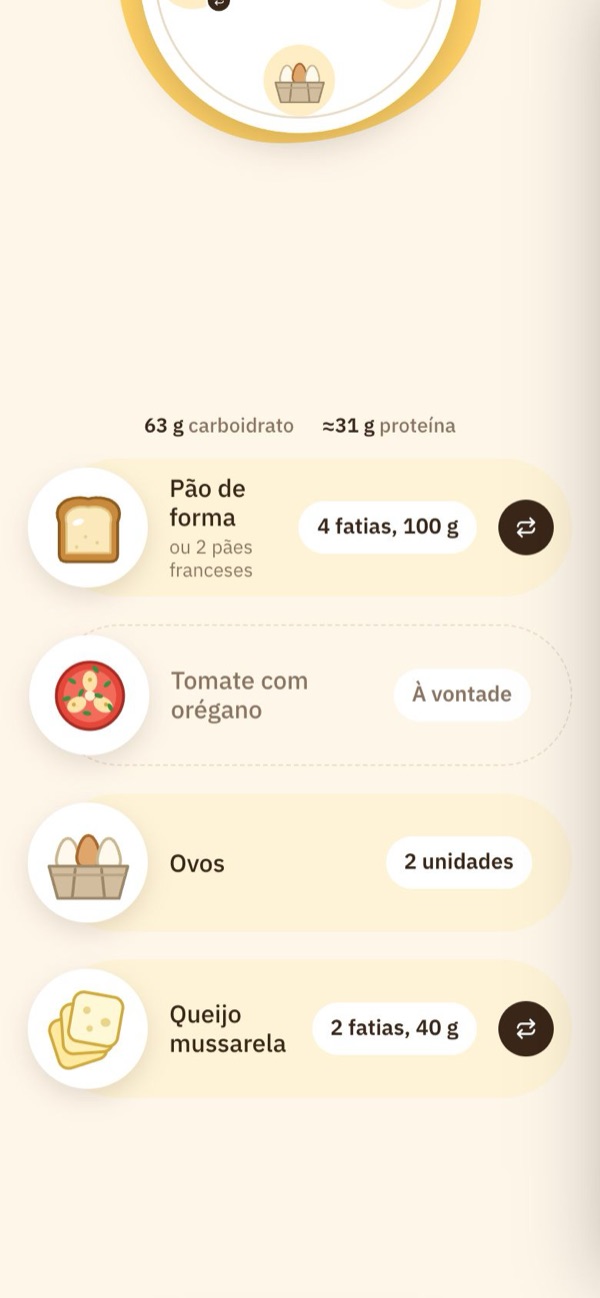 63 g carboidrato ≈31 g proteína
Pão de
forma
ou 2 pães
franceses
4 fatias, 100 g
Tomate com
orégano
À vontade
Ovos
2 unidades
Queijo
mussarela
2 fatias, 40 g